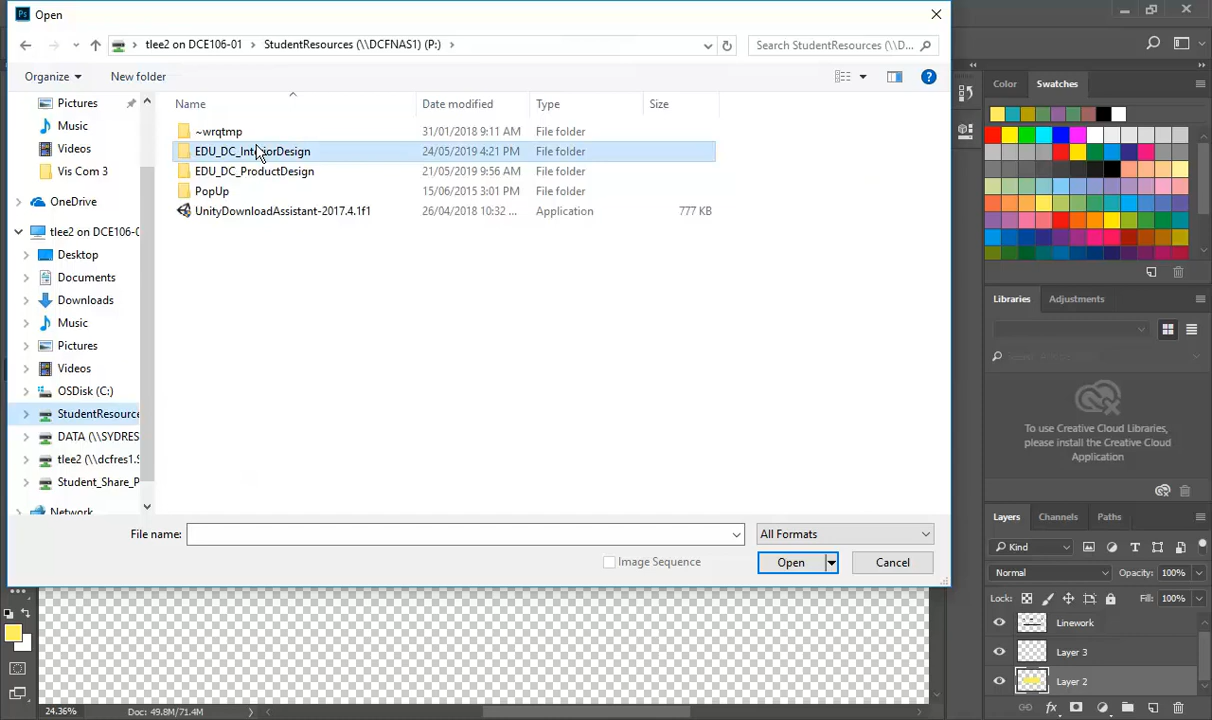 Open
tlee2 on DCE106-01 StudentResources (\\DCFNAS1) (P:)
Search StudentResources (\\D...
Organize New folder
Name Date modified Type Size
~wrqtmp 31/01/2018 9:11 AM File folder
EDU_DC_InteriorDesign 24/05/2019 4:21 PM File folder
EDU_DC_ProductDesign 21/05/2019 9:56 AM File folder
PopUp 15/06/2015 3:01 PM File folder
UnityDownloadAssistant-2017.4.1f1 26/04/2018 10:32 ... Application 777 KB
Pictures
Music
Videos
Vis Com 3
OneDrive
tlee2 on DCE106-0
Desktop
Documents
Downloads
Music
Pictures
Videos
OSDisk (C:)
StudentResource
DATA (\\SYDRES
tlee2 (\\dcfres1.S
Student_Share_P
Network
File name:
All Formats
Image Sequence
Open Cancel
Color Swatches
Libraries Adjustments
To use Creative Cloud Libraries,
please install the Creative Cloud
Application
Layers Channels Paths
Kind
Normal Opacity: 100%
Lock: Fill: 100%
Linework
Layer 3
Layer 2
24.36% Doc: 49.8M/71.4M